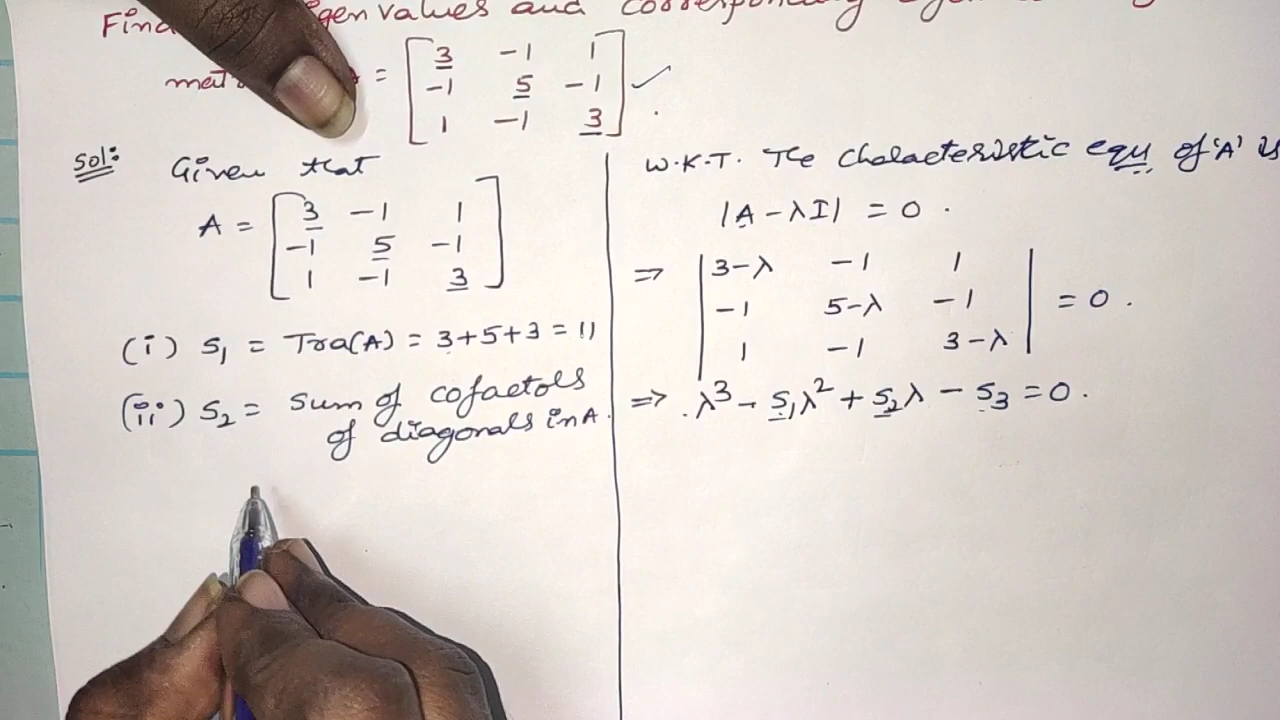 Find and
3 -1 1
= -1 5 -1 ✓
1 -1 3
Sol: Given that
3 -1 1
A = -1 5 -1
1 -1 3
(i) S₁ = Tra(A) = 3+5+3 = 11
(ii) S₂ = sum of cofactors
of diagonals in A.
W.K.T. The characteristic equ of 'A' is
|A - λI| = 0 .
3-λ -1 1
⇒ -1 5-λ -1 = 0 .
1 -1 3-λ
⇒ λ³ - S₁λ² + S₂λ - S₃ = 0 .